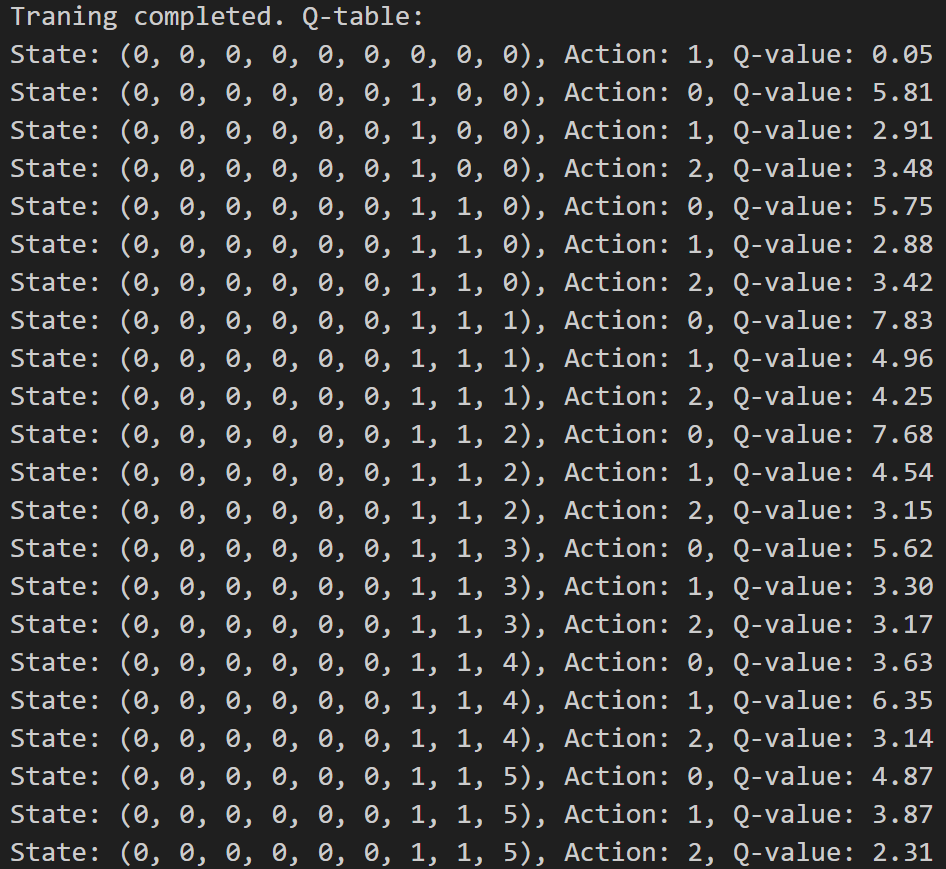 Traning completed. Q-table:
State: (0, 0, 0, 0, 0, 0, 0, 0, 0), Action: 1, Q-value: 0.05
State: (0, 0, 0, 0, 0, 0, 1, 0, 0), Action: 0, Q-value: 5.81
State: (0, 0, 0, 0, 0, 0, 1, 0, 0), Action: 1, Q-value: 2.91
State: (0, 0, 0, 0, 0, 0, 1, 0, 0), Action: 2, Q-value: 3.48
State: (0, 0, 0, 0, 0, 0, 1, 1, 0), Action: 0, Q-value: 5.75
State: (0, 0, 0, 0, 0, 0, 1, 1, 0), Action: 1, Q-value: 2.88
State: (0, 0, 0, 0, 0, 0, 1, 1, 0), Action: 2, Q-value: 3.42
State: (0, 0, 0, 0, 0, 0, 1, 1, 1), Action: 0, Q-value: 7.83
State: (0, 0, 0, 0, 0, 0, 1, 1, 1), Action: 1, Q-value: 4.96
State: (0, 0, 0, 0, 0, 0, 1, 1, 1), Action: 2, Q-value: 4.25
State: (0, 0, 0, 0, 0, 0, 1, 1, 2), Action: 0, Q-value: 7.68
State: (0, 0, 0, 0, 0, 0, 1, 1, 2), Action: 1, Q-value: 4.54
State: (0, 0, 0, 0, 0, 0, 1, 1, 2), Action: 2, Q-value: 3.15
State: (0, 0, 0, 0, 0, 0, 1, 1, 3), Action: 0, Q-value: 5.62
State: (0, 0, 0, 0, 0, 0, 1, 1, 3), Action: 1, Q-value: 3.30
State: (0, 0, 0, 0, 0, 0, 1, 1, 3), Action: 2, Q-value: 3.17
State: (0, 0, 0, 0, 0, 0, 1, 1, 4), Action: 0, Q-value: 3.63
State: (0, 0, 0, 0, 0, 0, 1, 1, 4), Action: 1, Q-value: 6.35
State: (0, 0, 0, 0, 0, 0, 1, 1, 4), Action: 2, Q-value: 3.14
State: (0, 0, 0, 0, 0, 0, 1, 1, 5), Action: 0, Q-value: 4.87
State: (0, 0, 0, 0, 0, 0, 1, 1, 5), Action: 1, Q-value: 3.87
State: (0, 0, 0, 0, 0, 0, 1, 1, 5), Action: 2, Q-value: 2.31